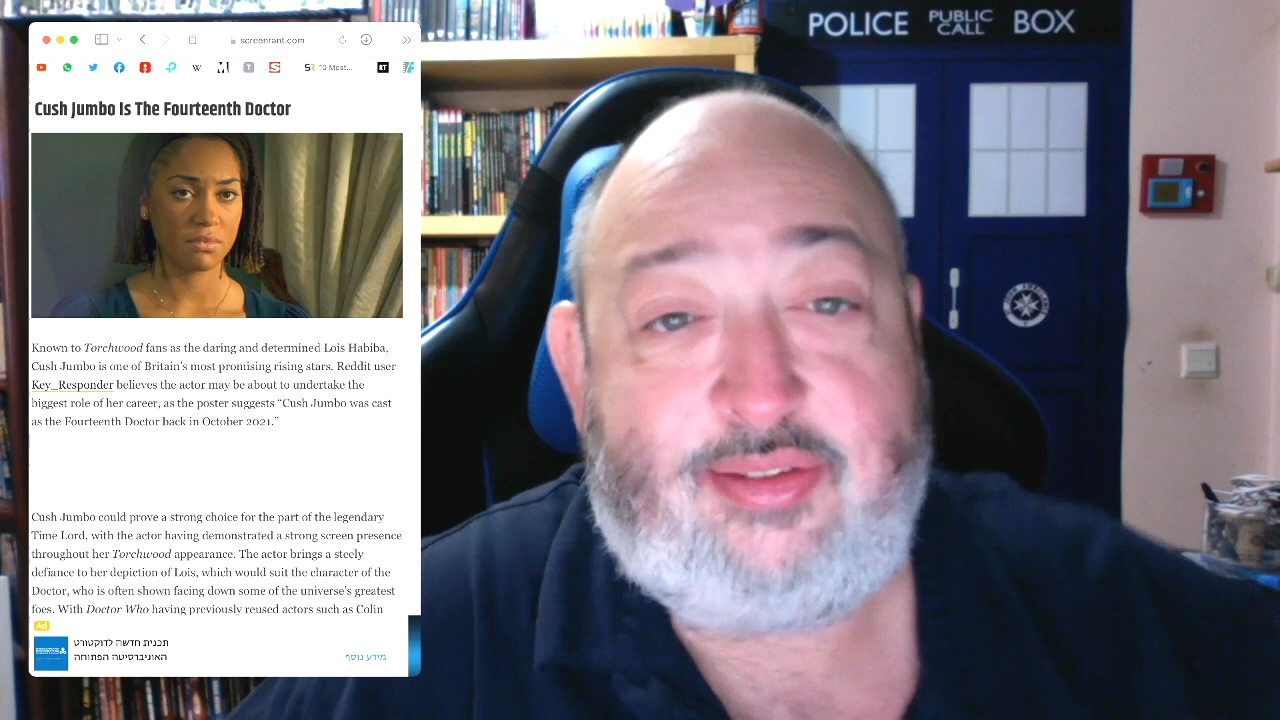 screenrant.com
10 Most...
Cush Jumbo Is The Fourteenth Doctor
Known to Torchwood fans as the daring and determined Lois Habiba,
Cush Jumbo is one of Britain's most promising rising stars. Reddit user
Key_Responder believes the actor may be about to undertake the
biggest role of her career, as the poster suggests “Cush Jumbo was cast
as the Fourteenth Doctor back in October 2021.”
Cush Jumbo could prove a strong choice for the part of the legendary
Time Lord, with the actor having demonstrated a strong screen presence
throughout her Torchwood appearance. The actor brings a steely
defiance to her depiction of Lois, which would suit the character of the
Doctor, who is often shown facing down some of the universe's greatest
foes. With Doctor Who having previously reused actors such as Colin
Ad
תכנית חדשה לדוקטורט
האוניברסיטה הפתוחה
מידע נוסף
POLICE PUBLIC CALL BOX